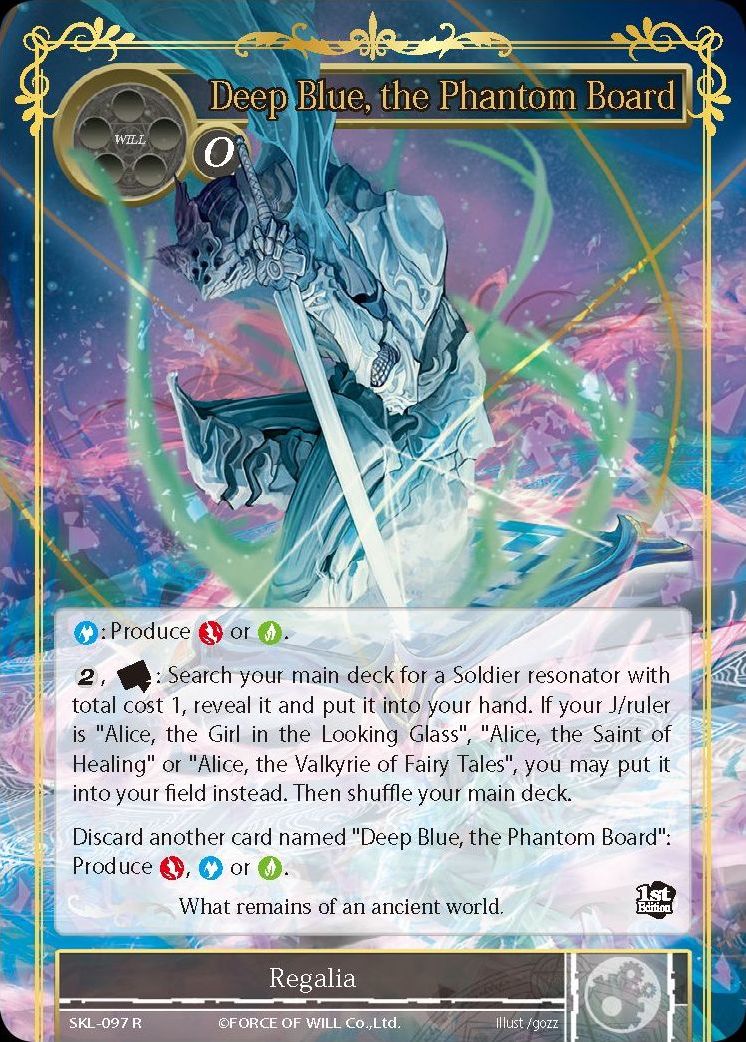 Deep Blue, the Phantom Board
WILL
0
: Produce or .
2, : Search your main deck for a Soldier resonator with
total cost 1, reveal it and put it into your hand. If your J/ruler
is "Alice, the Girl in the Looking Glass", "Alice, the Saint of
Healing" or "Alice, the Valkyrie of Fairy Tales", you may put it
into your field instead. Then shuffle your main deck.
Discard another card named "Deep Blue, the Phantom Board":
Produce , or .
What remains of an ancient world.
1st
Edition
Regalia
SKL-097 R ©FORCE OF WILL Co.,Ltd. Illust /gozz